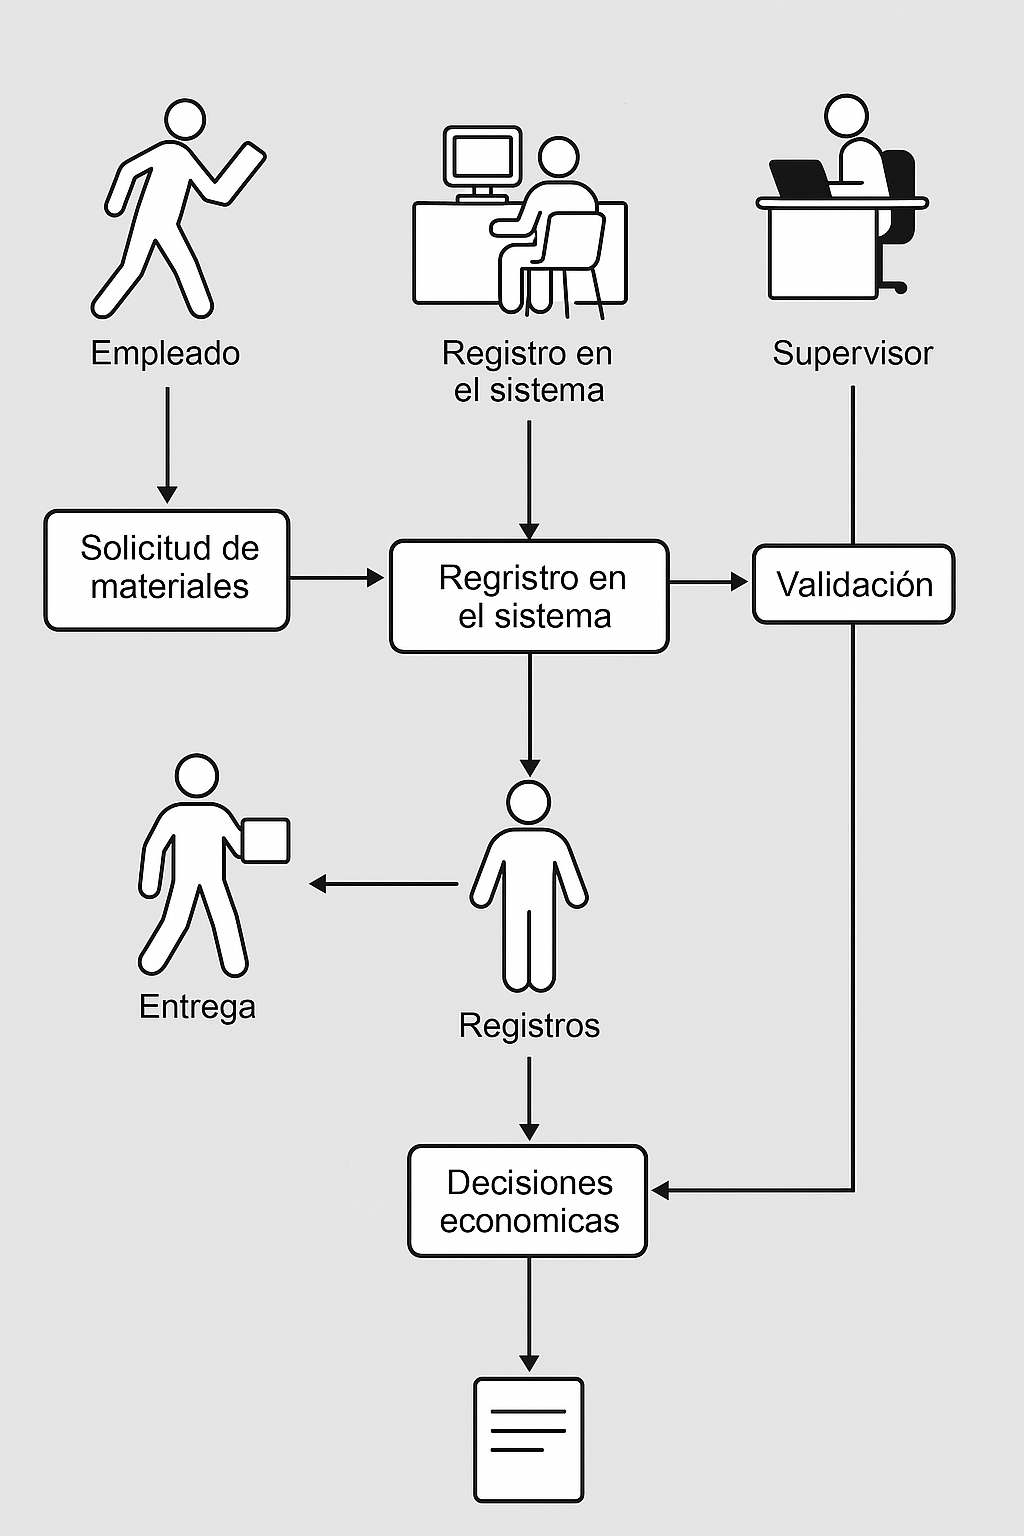 Empleado
Registro en
el sistema
Supervisor
Solicitud de
materiales
Regristro en
el sistema
Validación
Entrega
Registros
Decisiones
economicas